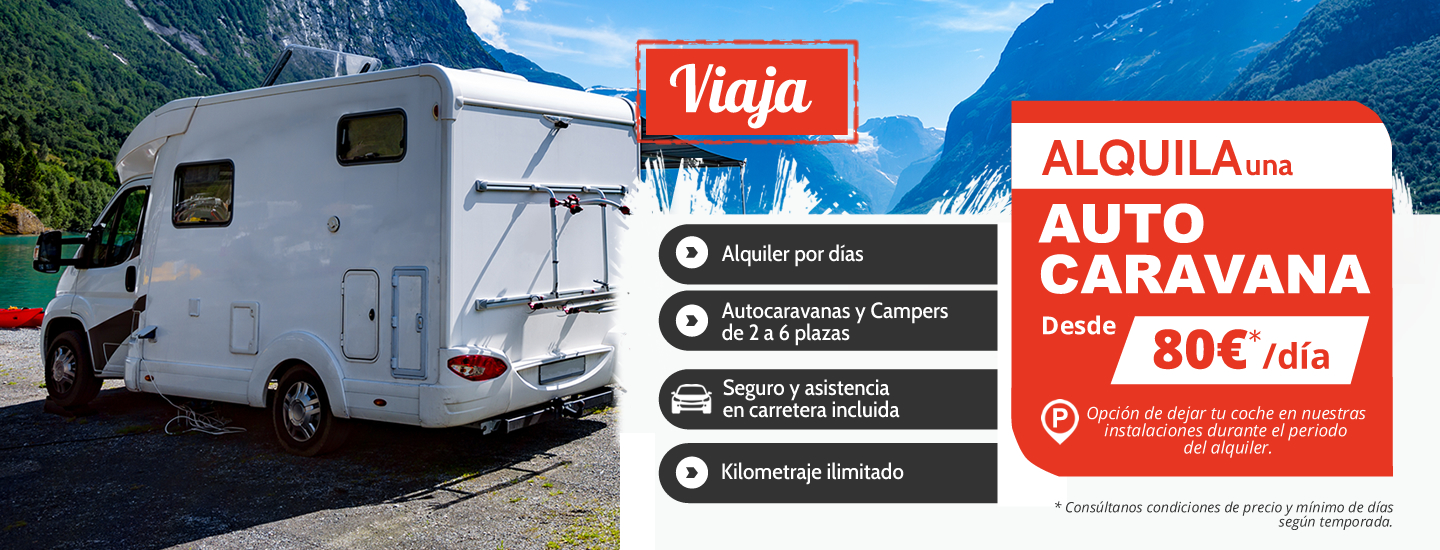 Viaja
Alquiler por días
Autocaravanas y Campers
de 2 a 6 plazas
Seguro y asistencia
en carretera incluida
Kilometraje ilimitado
ALQUILA una
AUTO
CARAVANA
Desde
80€* /día
P
Opción de dejar tu coche en nuestras
instalaciones durante el periodo
del alquiler.
* Consúltanos condiciones de precio y mínimo de días
según temporada.